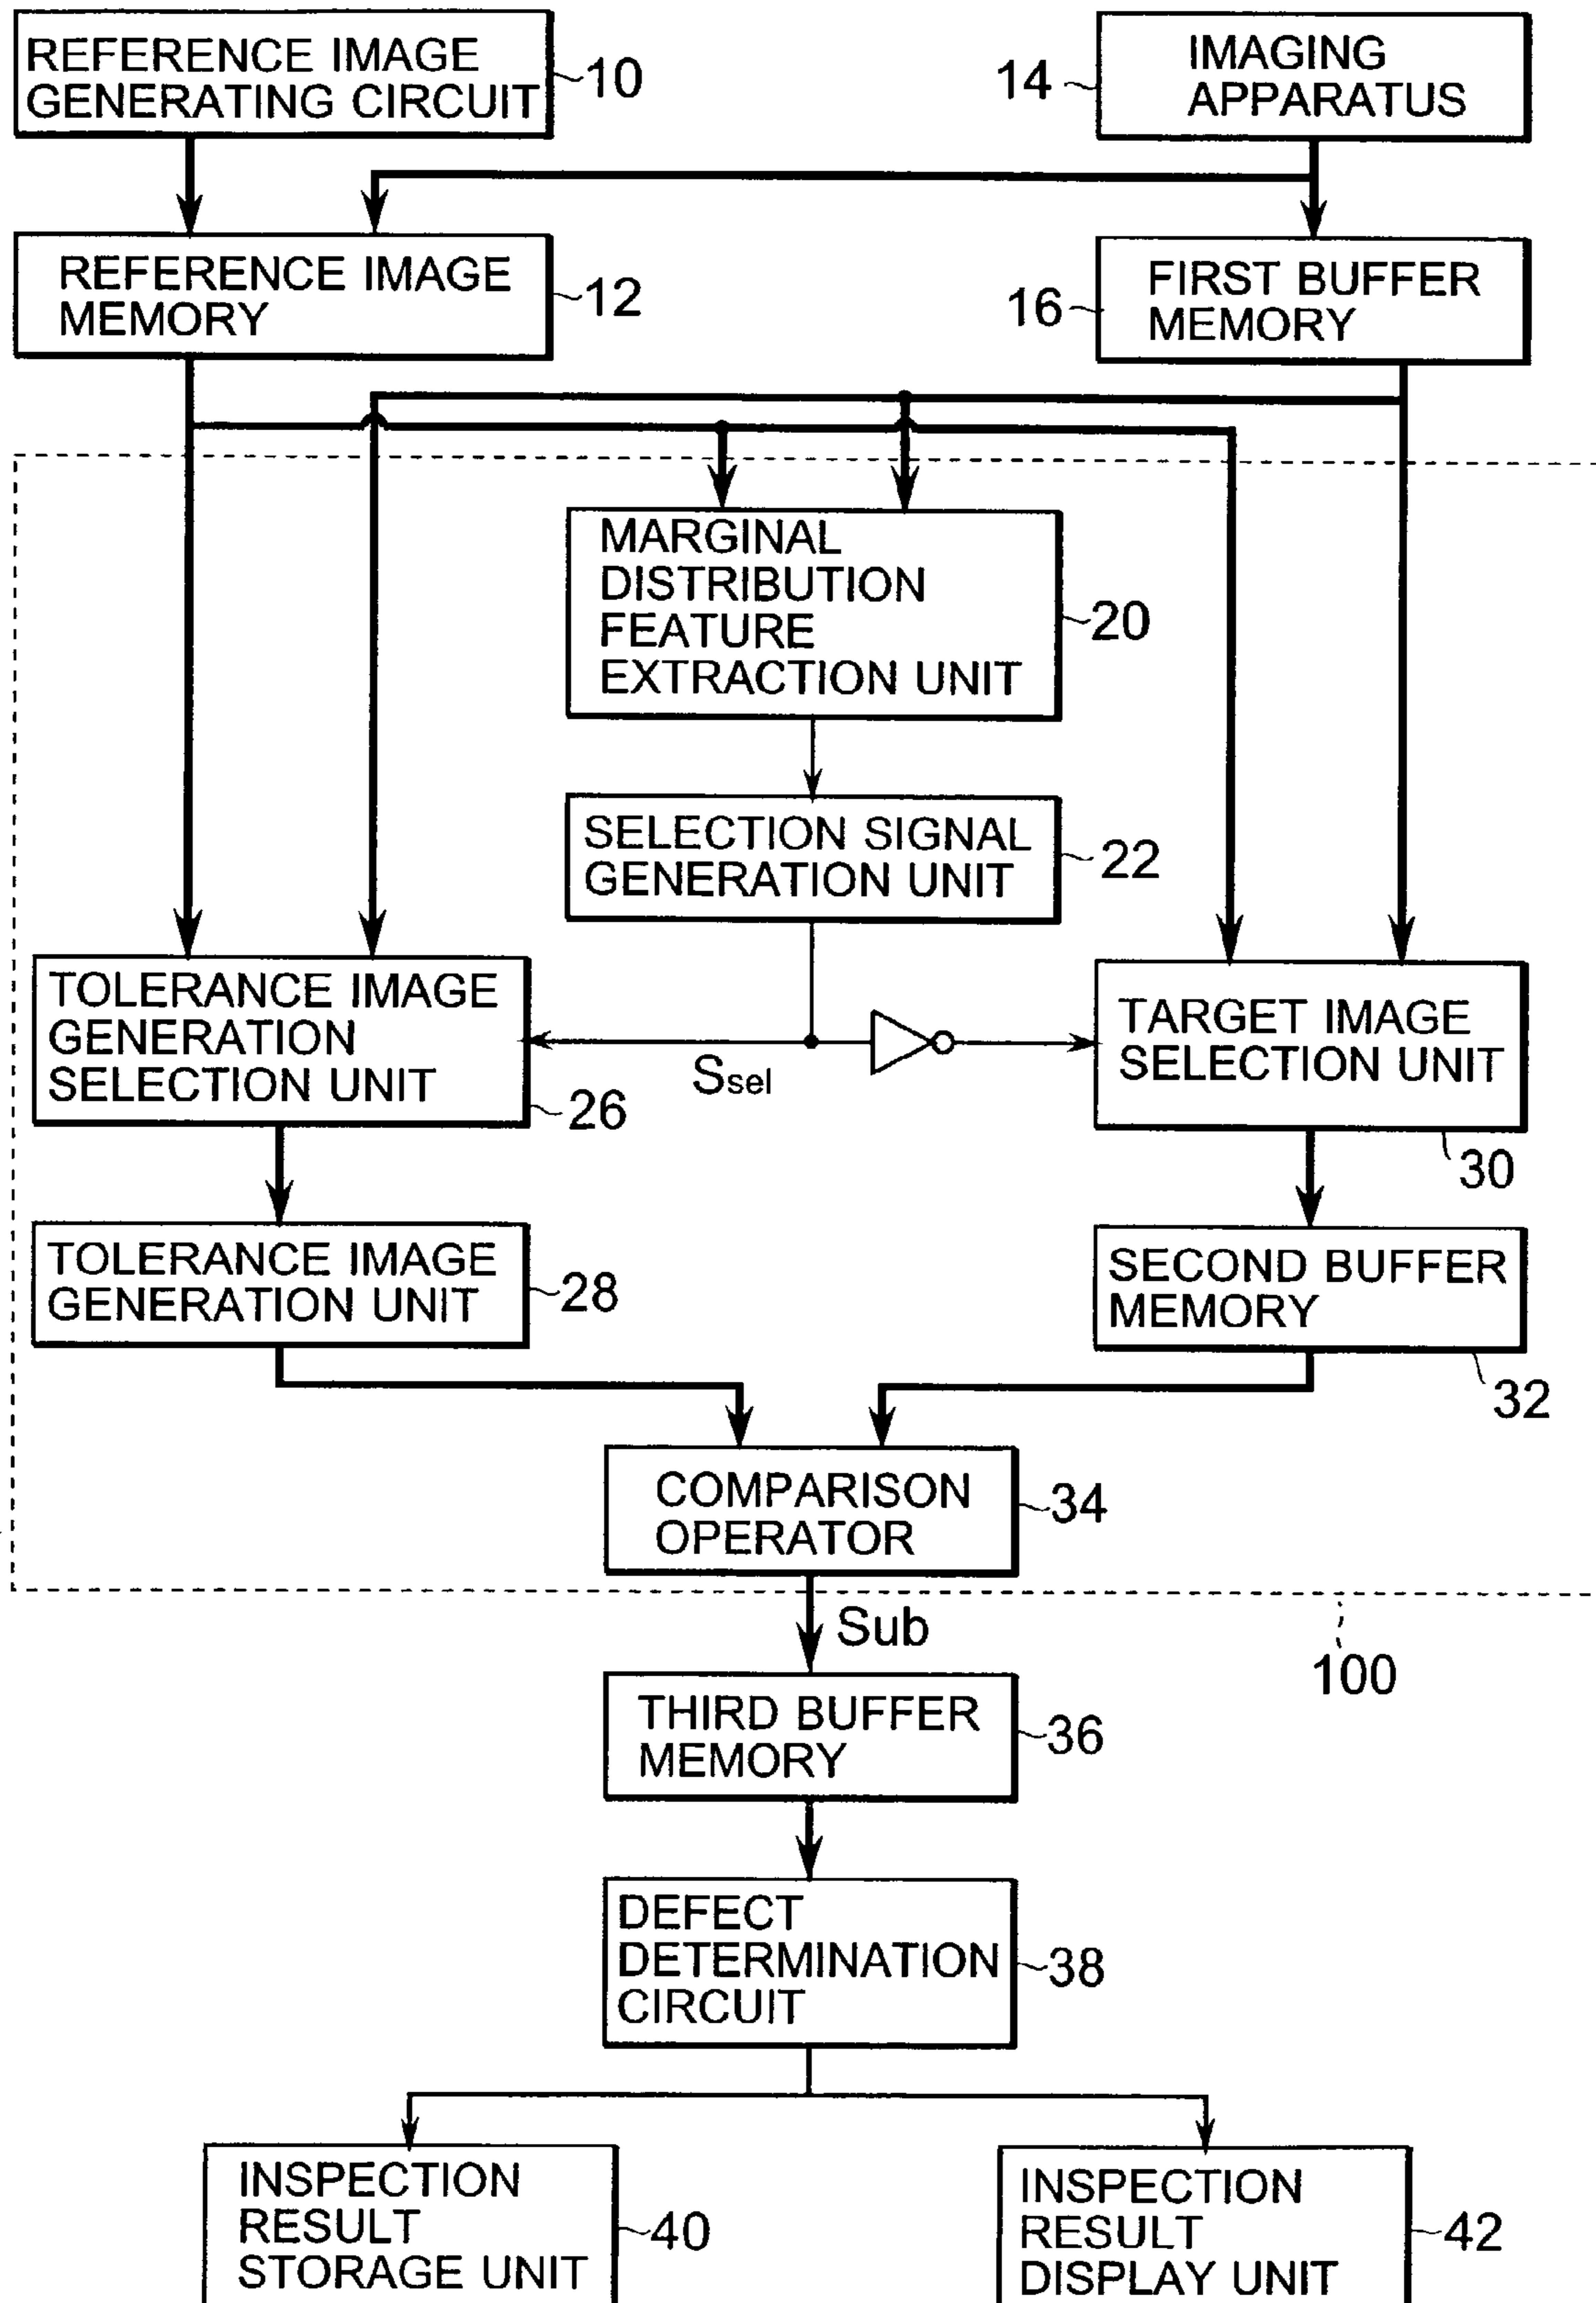 REFERENCE IMAGE
GENERATING CIRCUIT
10
14
IMAGING
APPARATUS
REFERENCE IMAGE
MEMORY
12
16
FIRST BUFFER
MEMORY
MARGINAL
DISTRIBUTION
FEATURE
EXTRACTION UNIT
20
SELECTION SIGNAL
GENERATION UNIT
22
TOLERANCE IMAGE
GENERATION
SELECTION UNIT
26
Ssel
TARGET IMAGE
SELECTION UNIT
30
TOLERANCE IMAGE
GENERATION UNIT
28
SECOND BUFFER
MEMORY
32
COMPARISON
OPERATOR
34
Sub
100
THIRD BUFFER
MEMORY
36
DEFECT
DETERMINATION
CIRCUIT
38
INSPECTION
RESULT
STORAGE UNIT
40
INSPECTION
RESULT
DISPLAY UNIT
42